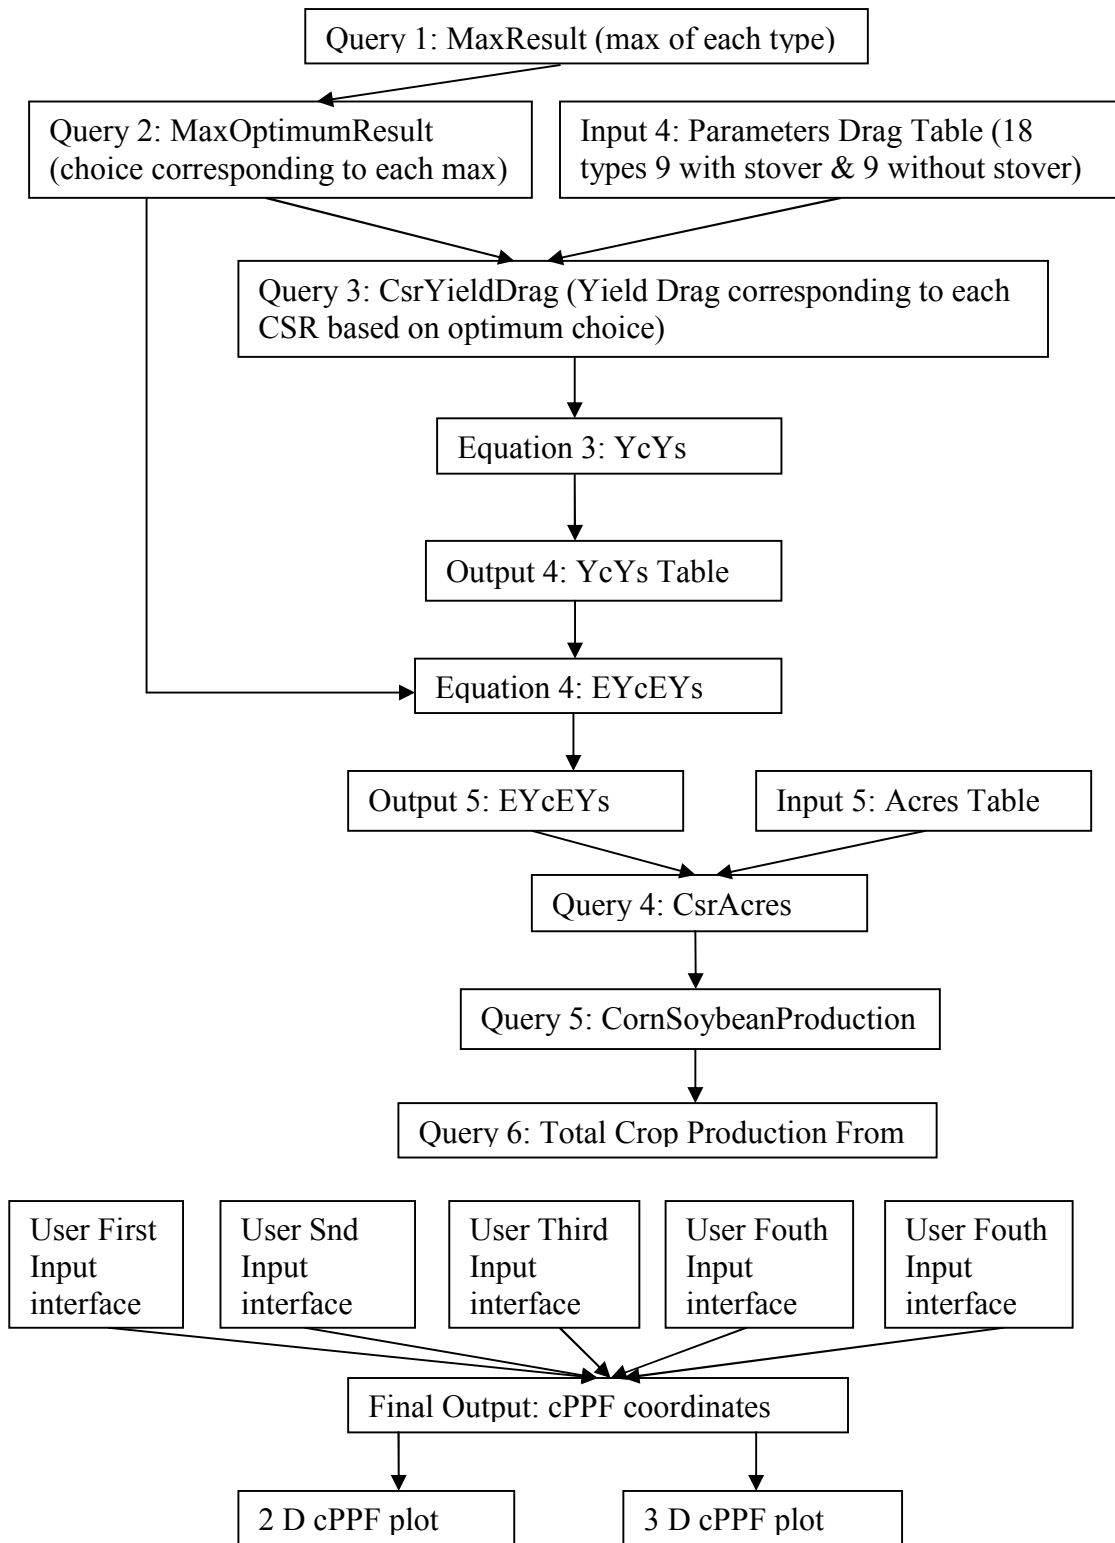 Query 1: MaxResult (max of each type)
Query 2: MaxOptimumResult
(choice corresponding to each max)
Input 4: Parameters Drag Table (18
types 9 with stover & 9 without stover)
Query 3: CsrYieldDrag (Yield Drag corresponding to each
CSR based on optimum choice)
Equation 3: YcYs
Output 4: YcYs Table
Equation 4: EYcEYs
Output 5: EYcEYs
Input 5: Acres Table
Query 4: CsrAcres
Query 5: CornSoybeanProduction
Query 6: Total Crop Production From
User First
Input
interface
User Snd
Input
interface
User Third
Input
interface
User Fouth
Input
interface
User Fouth
Input
interface
Final Output: cPPF coordinates
2 D cPPF plot
3 D cPPF plot